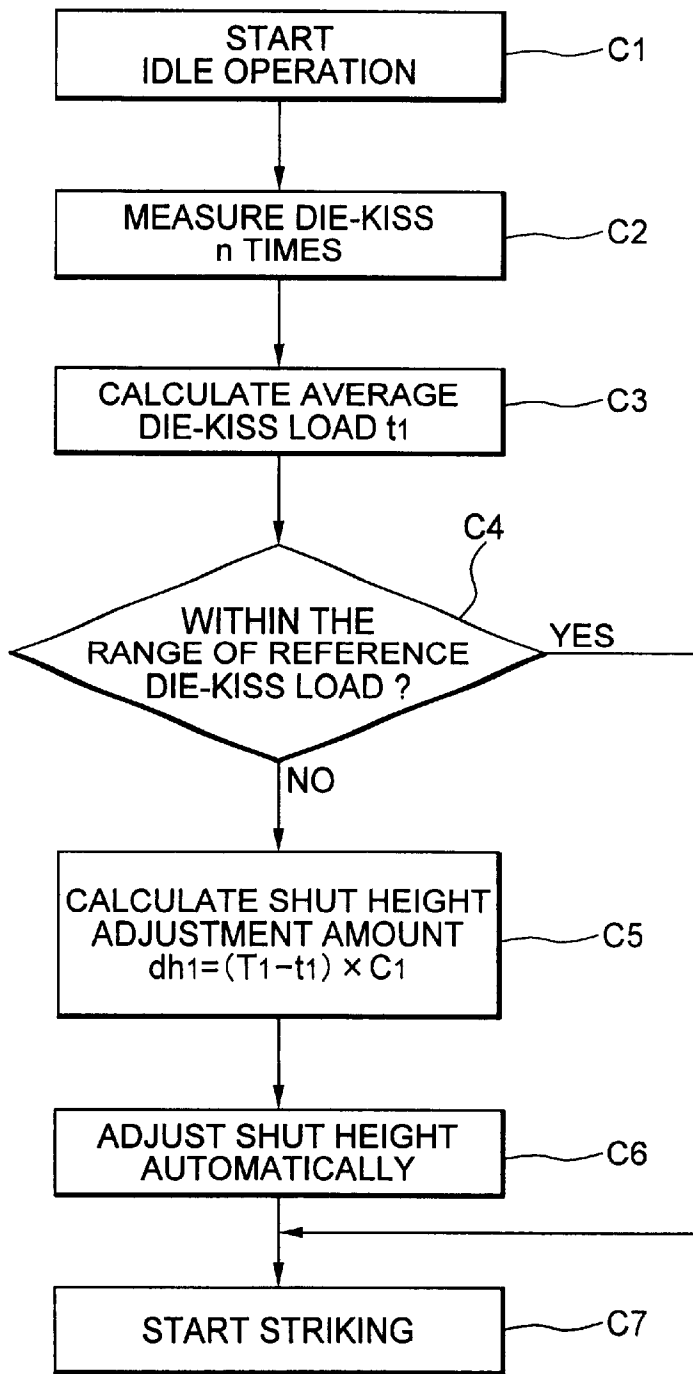 START
IDLE OPERATION
C1
MEASURE DIE-KISS
n TIMES
C2
CALCULATE AVERAGE
DIE-KISS LOAD t1
C3
C4
WITHIN THE
RANGE OF REFERENCE
DIE-KISS LOAD ?
YES
NO
CALCULATE SHUT HEIGHT
ADJUSTMENT AMOUNT
dh1=(T1-t1) × C1
C5
ADJUST SHUT HEIGHT
AUTOMATICALLY
C6
START STRIKING
C7